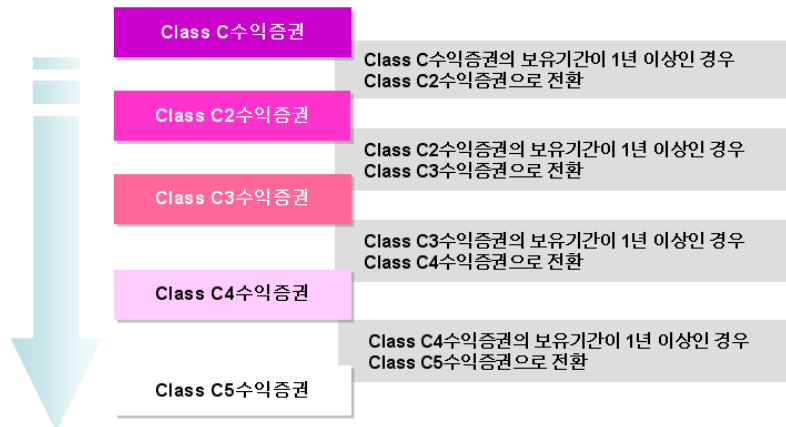 Class C수익증권
Class C수익증권의 보유기간이 1년 이상인 경우
Class C2수익증권으로 전환
Class C2수익증권
Class C2수익증권의 보유기간이 1년 이상인 경우
Class C3수익증권으로 전환
Class C3수익증권
Class C3수익증권의 보유기간이 1년 이상인 경우
Class C4수익증권으로 전환
Class C4수익증권
Class C4수익증권의 보유기간이 1년 이상인 경우
Class C5수익증권으로 전환
Class C5수익증권